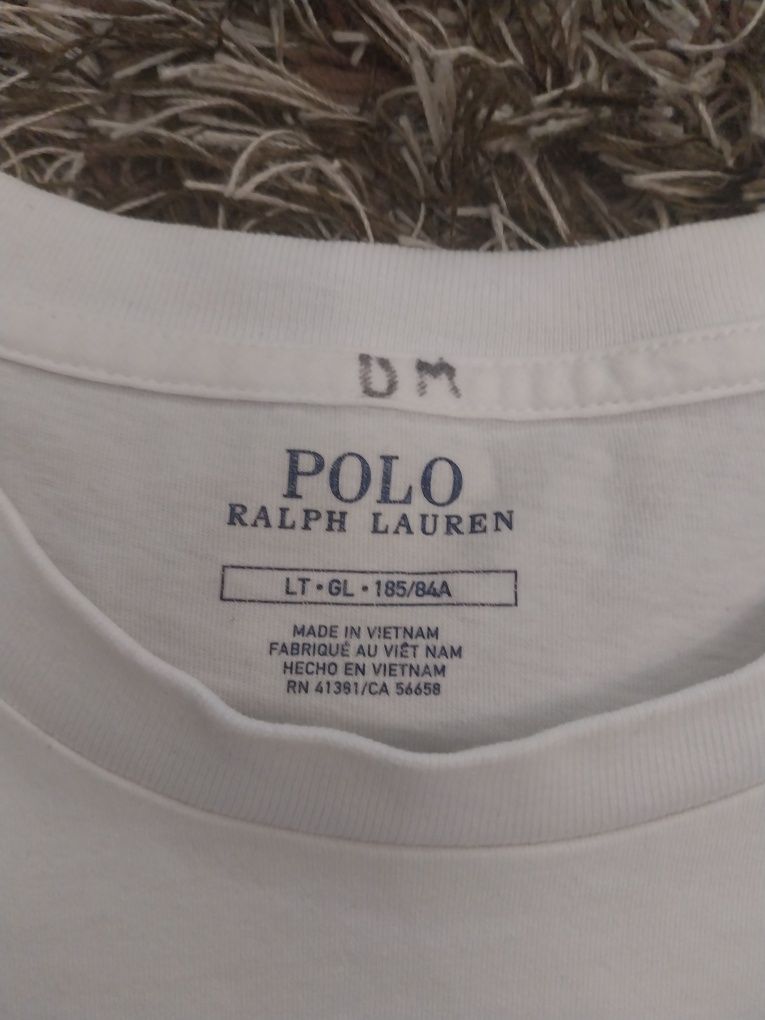 DM
POLO
RALPH LAUREN
LT • GL • 185/84A
MADE IN VIETNAM
FABRIQUÉ AU VIÊT NAM
HECHO EN VIETNAM
RN 41381/CA 56658